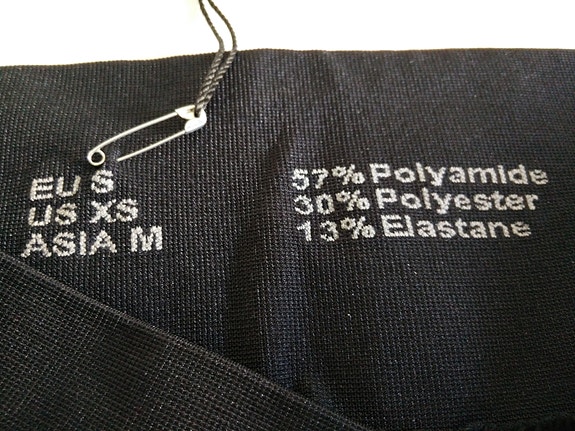 EU S
US XS
ASIA M
57% Polyamide
30% Polyester
13% Elastane